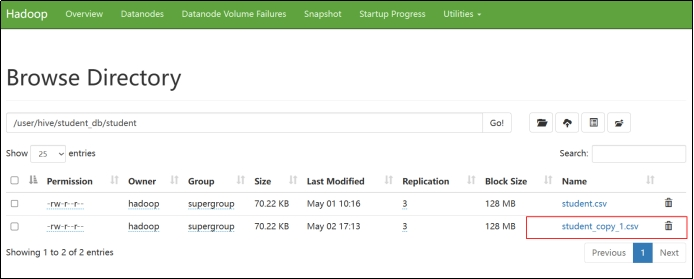 Hadoop Overview Datanodes Datanode Volume Failures Snapshot Startup Progress Utilities
Browse Directory
/user/hive/student_db/student Go!
Show 25 entries Search:
Permission Owner Group Size Last Modified Replication Block Size Name
-rw-r--r-- hadoop supergroup 70.22 KB May 01 10:16 3 128 MB student.csv
-rw-r--r-- hadoop supergroup 70.22 KB May 02 17:13 3 128 MB student_copy_1.csv
Showing 1 to 2 of 2 entries Previous 1 Next